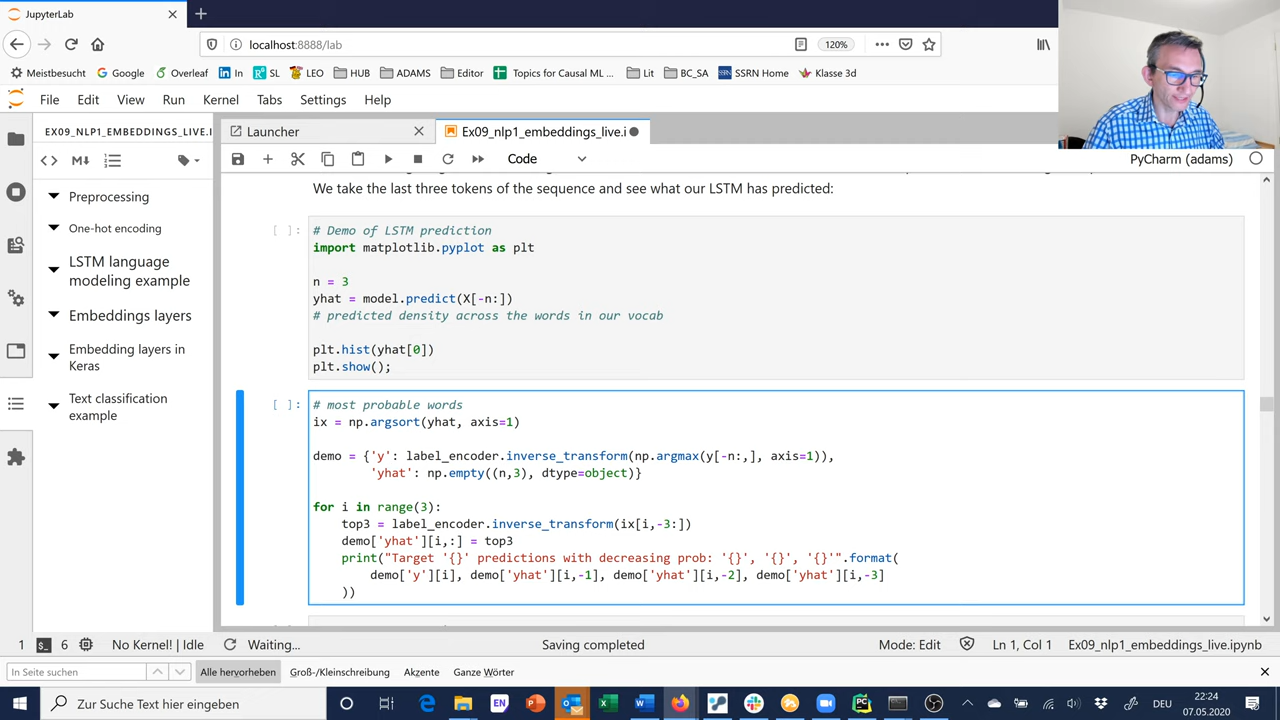 JupyterLab
localhost:8888/lab
120%
Meistbesucht
Google
Overleaf
In
SL
LEO
HUB
ADAMS
Editor
Topics for Causal ML ...
Lit
BC_SA
SSRN Home
Klasse 3d
File Edit View Run Kernel Tabs Settings Help
EX09_NLP1_EMBEDDINGS_LIVE.I
Launcher
Ex09_nlp1_embeddings_live.i
Code
PyCharm (adams)
Preprocessing
One-hot encoding
LSTM language
modeling example
Embeddings layers
Embedding layers in
Keras
Text classification
example
We take the last three tokens of the sequence and see what our LSTM has predicted:
[ ]:
# Demo of LSTM prediction
import matplotlib.pyplot as plt
n = 3
yhat = model.predict(X[-n:])
# predicted density across the words in our vocab
plt.hist(yhat[0])
plt.show();
[ ]:
# most probable words
ix = np.argsort(yhat, axis=1)
demo = {'y': label_encoder.inverse_transform(np.argmax(y[-n:,], axis=1)),
'yhat': np.empty((n,3), dtype=object)}
for i in range(3):
top3 = label_encoder.inverse_transform(ix[i,-3:])
demo['yhat'][i,:] = top3
print("Target '{}' predictions with decreasing prob: '{}', '{}', '{}'".format(
demo['y'][i], demo['yhat'][i,-1], demo['yhat'][i,-2], demo['yhat'][i,-3]
))
1
6
No Kernel! | Idle
Waiting...
Saving completed
Mode: Edit
Ln 1, Col 1
Ex09_nlp1_embeddings_live.ipynb
In Seite suchen
Alle hervorheben
Groß-/Kleinschreibung
Akzente
Ganze Wörter
Zur Suche Text hier eingeben
EN
DEU
22:24
07.05.2020